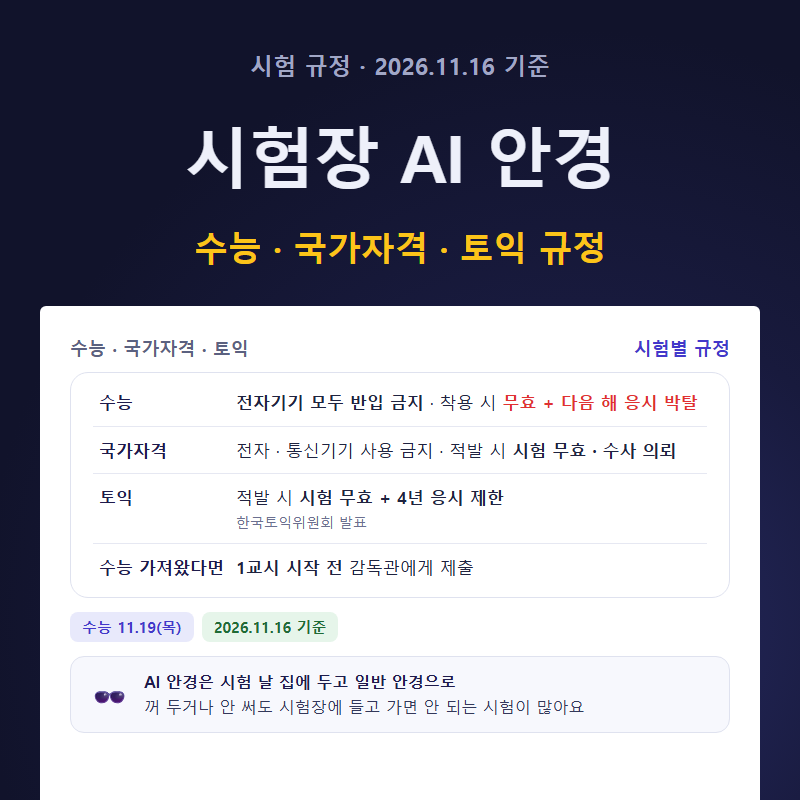 시험 규정 · 2026.11.16 기준
시험장 AI 안경
수능 · 국가자격 · 토익 규정
수능 · 국가자격 · 토익 시험별 규정
수능 전자기기 모두 반입 금지 · 착용 시 무효 + 다음 해 응시 박탈
국가자격 전자 · 통신기기 사용 금지 · 적발 시 시험 무효 · 수사 의뢰
토익 적발 시 시험 무효 + 4년 응시 제한
한국토익위원회 발표
수능 가져왔다면 1교시 시작 전 감독관에게 제출
수능 11.19(목) 2026.11.16 기준
AI 안경은 시험 날 집에 두고 일반 안경으로
꺼 두거나 안 써도 시험장에 들고 가면 안 되는 시험이 많아요